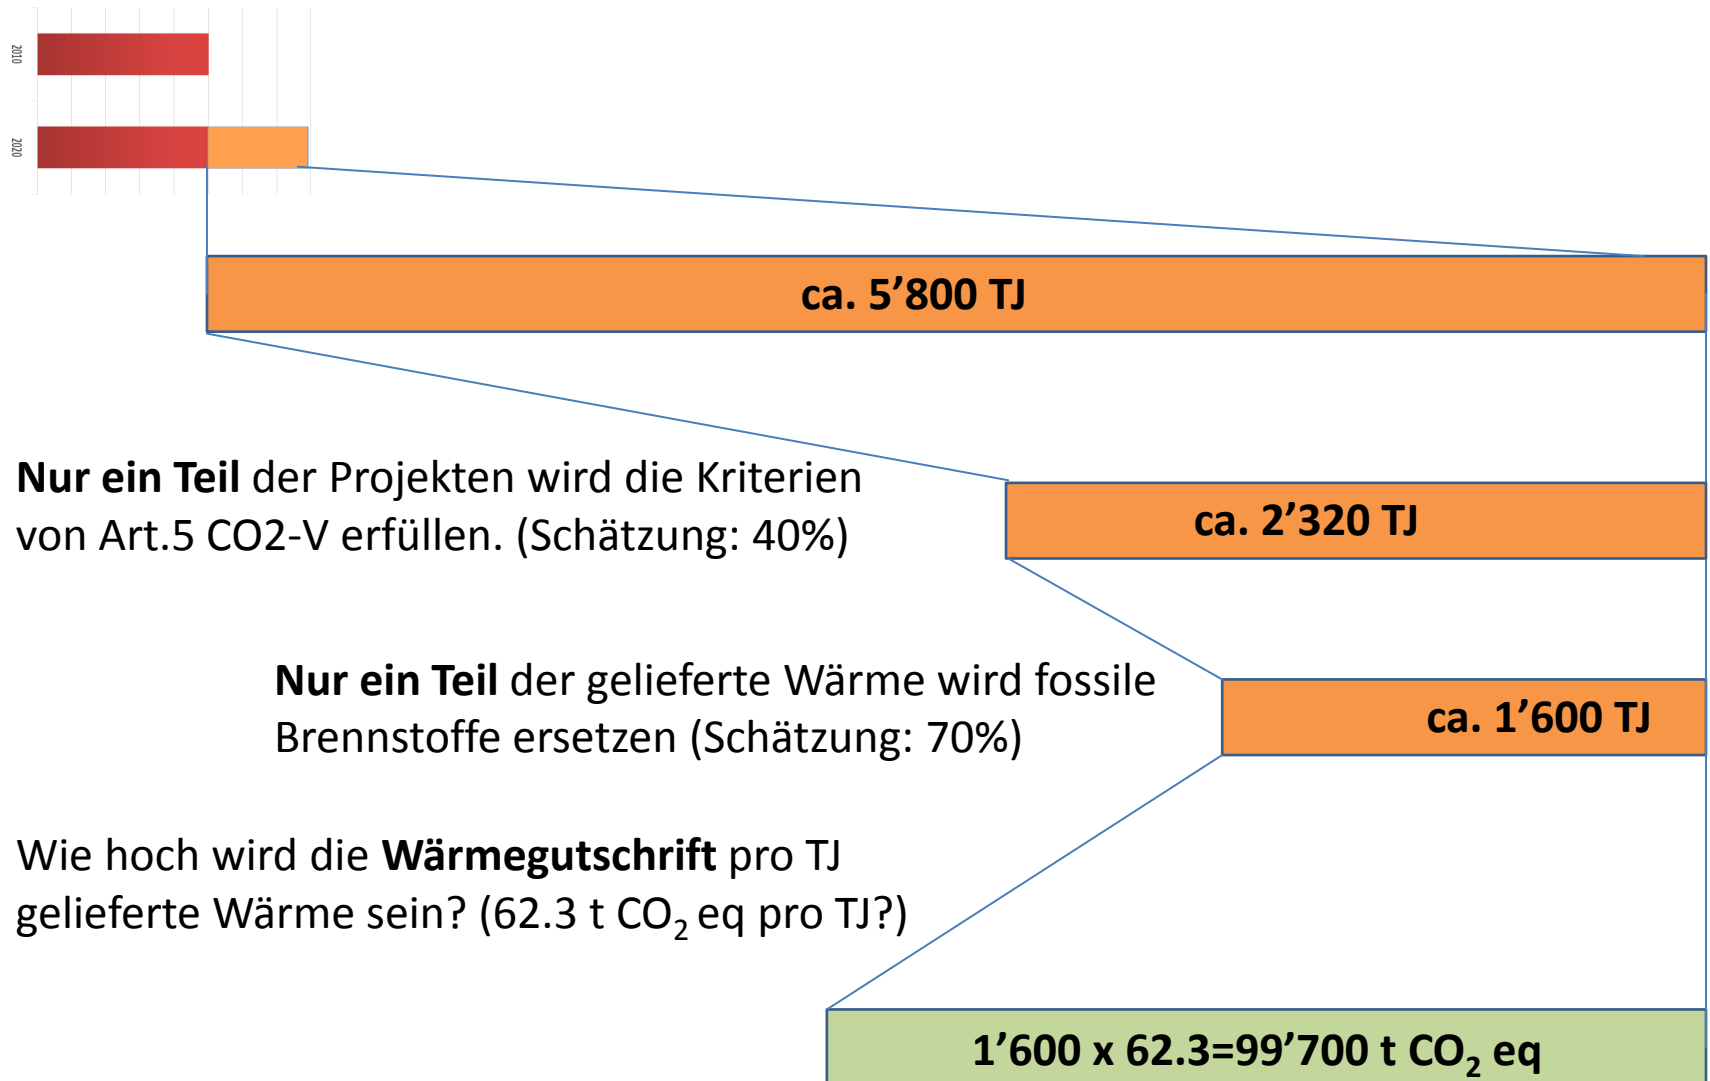 2010
2020
ca. 5’800 TJ
Nur ein Teil der Projekten wird die Kriterien
von Art.5 CO2-V erfüllen. (Schätzung: 40%)
ca. 2’320 TJ
Nur ein Teil der gelieferte Wärme wird fossile
Brennstoffe ersetzen (Schätzung: 70%)
ca. 1’600 TJ
Wie hoch wird die Wärmegutschrift pro TJ
gelieferte Wärme sein? (62.3 t CO₂ eq pro TJ?)
1’600 x 62.3=99’700 t CO₂ eq